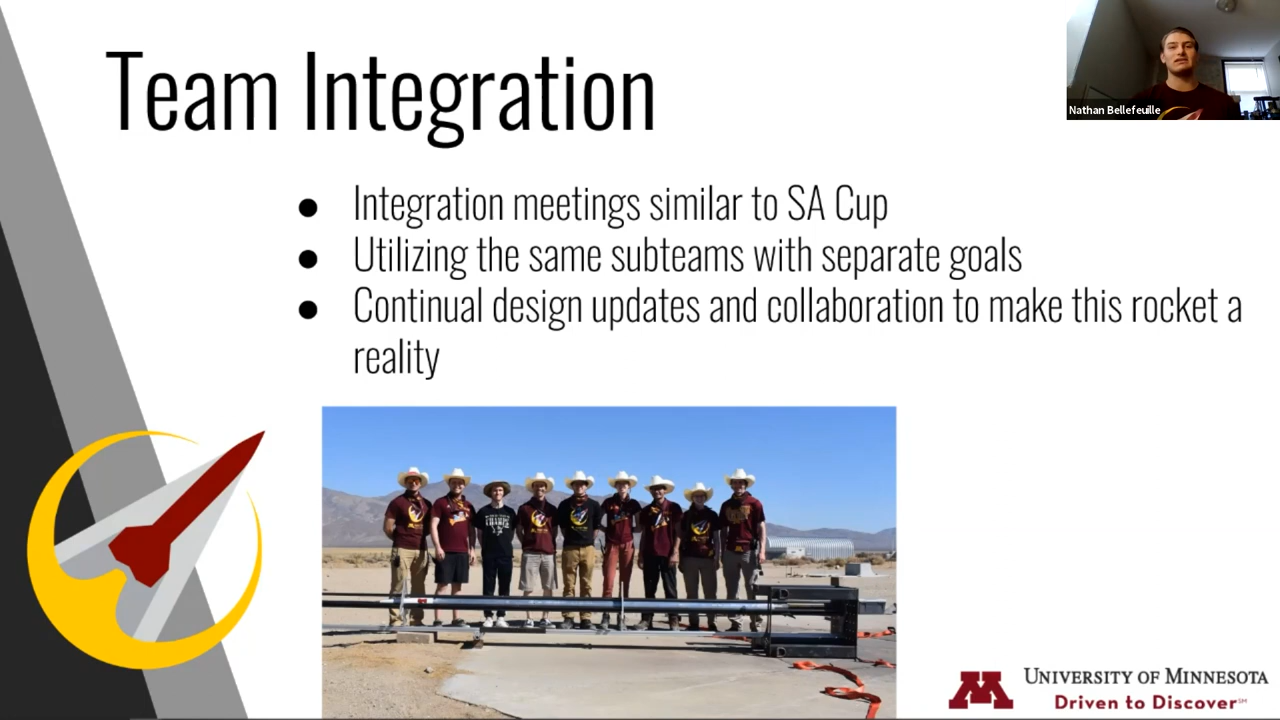 Team Integration
Nathan Bellefeuille
● Integration meetings similar to SA Cup
● Utilizing the same subteams with separate goals
● Continual design updates and collaboration to make this rocket a
reality
M University of Minnesota
Driven to Discover℠